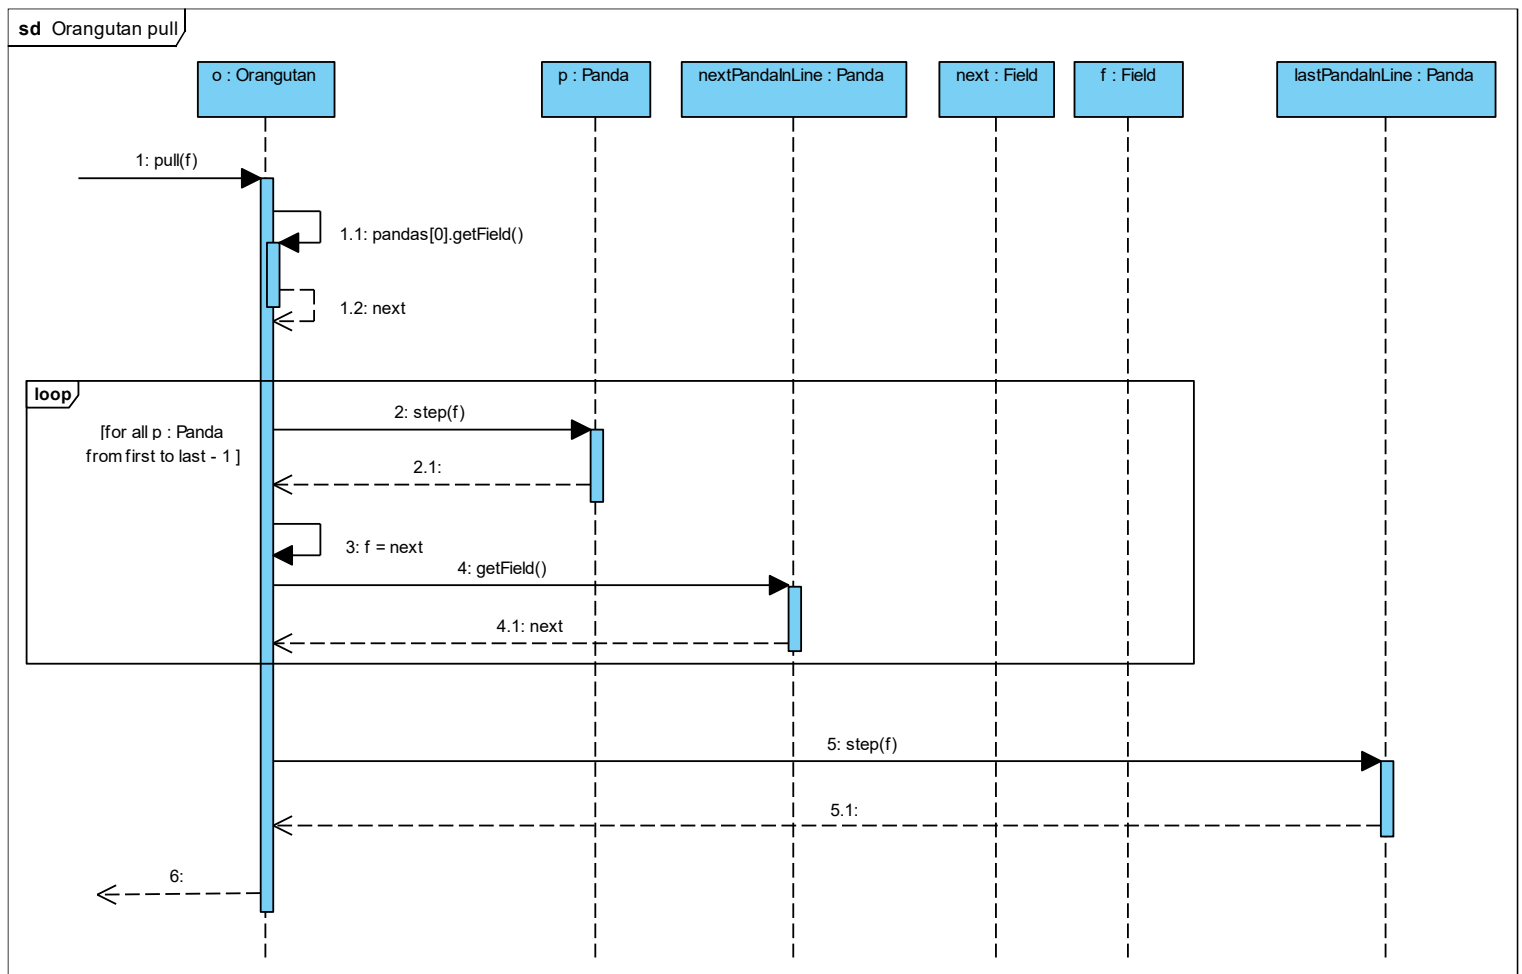 sd Orangutan pull
o : Orangutan
p : Panda
nextPandaInLine : Panda
next : Field
f : Field
lastPandaInLine : Panda
1: pull(f)
1.1: pandas[0].getField()
1.2: next
loop
[for all p : Panda
from first to last - 1 ]
2: step(f)
2.1:
3: f = next
4: getField()
4.1: next
5: step(f)
5.1:
6: